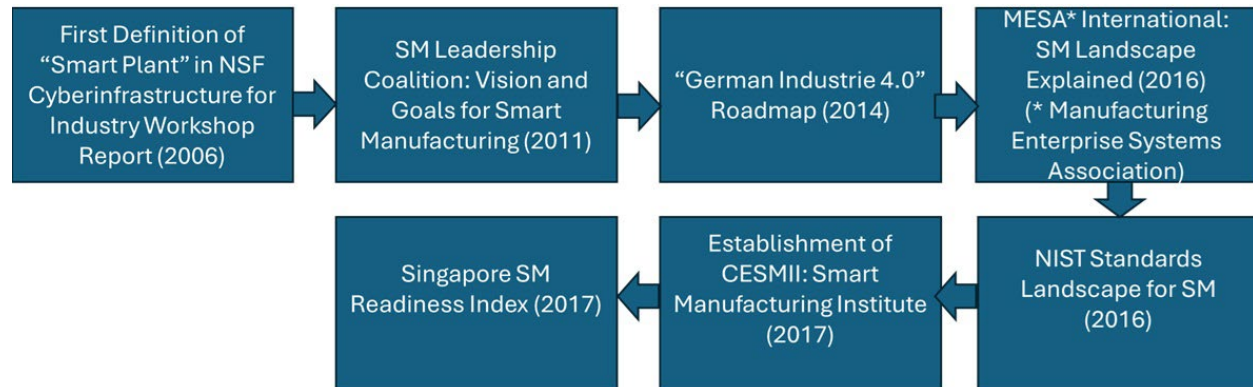 First Definition of
“Smart Plant” in NSF
Cyberinfrastructure for
Industry Workshop
Report (2006)
SM Leadership
Coalition: Vision and
Goals for Smart
Manufacturing (2011)
“German Industrie 4.0”
Roadmap (2014)
MESA* International:
SM Landscape
Explained (2016)
(* Manufacturing
Enterprise Systems
Association)
NIST Standards
Landscape for SM
(2016)
Establishment of
CESMII: Smart
Manufacturing Institute
(2017)
Singapore SM
Readiness Index (2017)